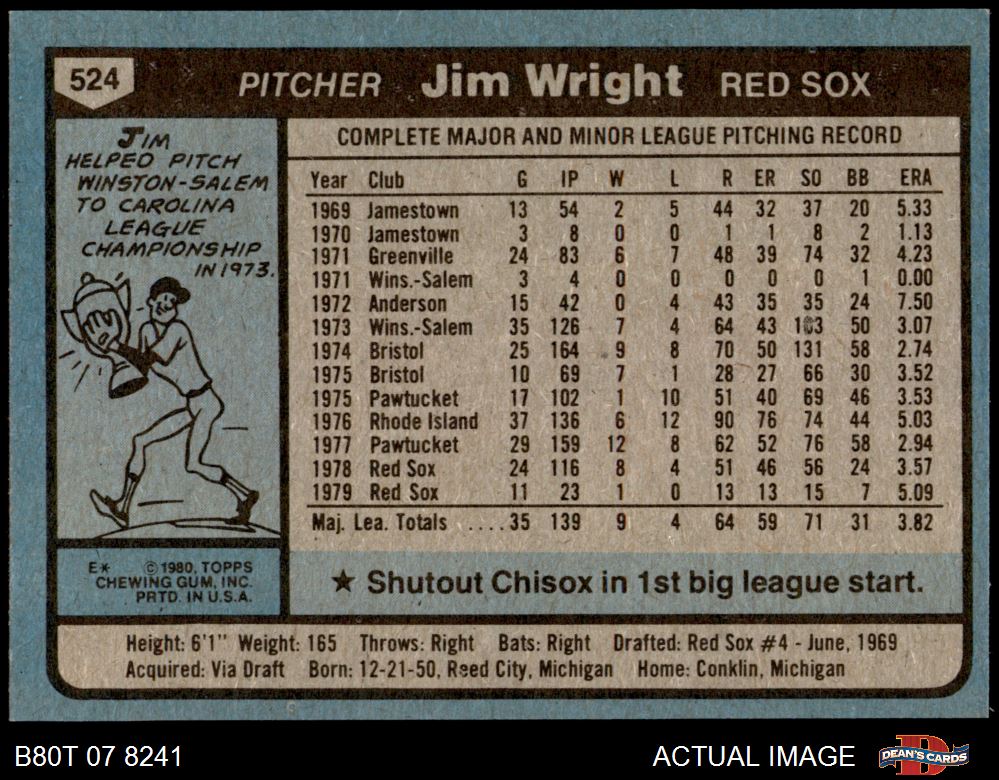 524 PITCHER Jim Wright RED SOX
JIM
HELPED PITCH
WINSTON-SALEM
TO CAROLINA
LEAGUE
CHAMPIONSHIP
IN 1973.
COMPLETE MAJOR AND MINOR LEAGUE PITCHING RECORD
Year Club G IP W L R ER SO BB ERA
1969 Jamestown 13 54 2 5 44 32 37 20 5.33
1970 Jamestown 3 8 0 0 1 1 8 2 1.13
1971 Greenville 24 83 6 7 48 39 74 32 4.23
1971 Wins.-Salem 3 4 0 0 0 0 0 1 0.00
1972 Anderson 15 42 0 4 43 35 35 24 7.50
1973 Wins.-Salem 35 126 7 4 64 43 103 50 3.07
1974 Bristol 25 164 9 8 70 50 131 58 2.74
1975 Bristol 10 69 7 1 28 27 66 30 3.52
1975 Pawtucket 17 102 1 10 51 40 69 46 3.53
1976 Rhode Island 37 136 6 12 90 76 74 44 5.03
1977 Pawtucket 29 159 12 8 62 52 76 58 2.94
1978 Red Sox 24 116 8 4 51 46 56 24 3.57
1979 Red Sox 11 23 1 0 13 13 15 7 5.09
Maj. Lea. Totals ....35 139 9 4 64 59 71 31 3.82
E* ©1980, TOPPS
CHEWING GUM, INC.
PRTD. IN U.S.A.
★ Shutout Chisox in 1st big league start.
Height: 6'1" Weight: 165 Throws: Right Bats: Right Drafted: Red Sox #4 - June, 1969
Acquired: Via Draft Born: 12-21-50, Reed City, Michigan Home: Conklin, Michigan
B80T 07 8241 ACTUAL IMAGE DEAN'S CARDS